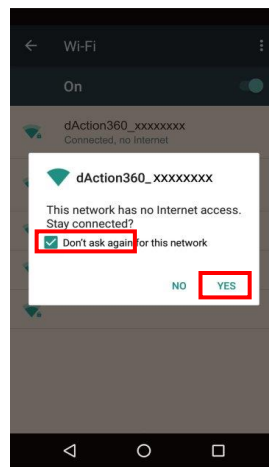 Wi-Fi
On
dAction360_xxxxxxxx
Connected, no Internet
dAction360_xxxxxxxx
This network has no Internet access.
Stay connected?
Don't ask again for this network
NO
YES